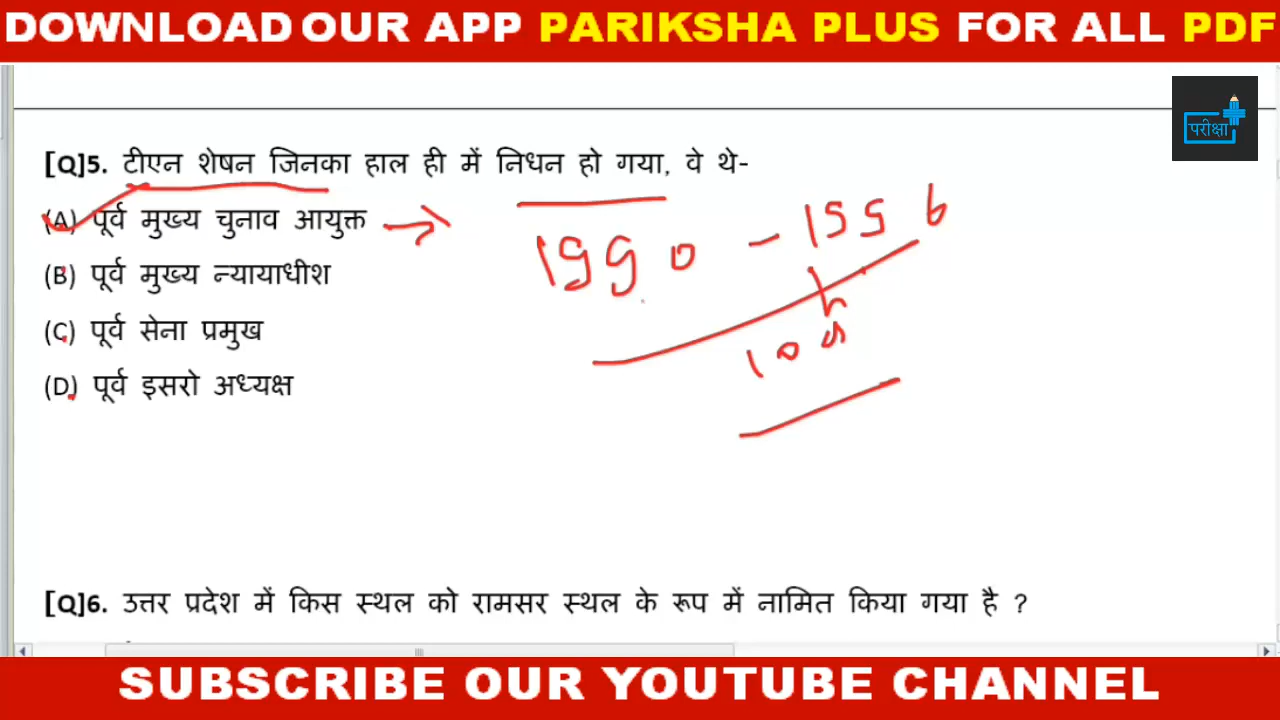 DOWNLOAD OUR APP PARIKSHA PLUS FOR ALL PDF
परीक्षा
[Q]5. टीएन शेषन जिनका हाल ही में निधन हो गया, वे थे-
(A) पूर्व मुख्य चुनाव आयुक्त
1990 - 1996
(B) पूर्व मुख्य न्यायाधीश
(C) पूर्व सेना प्रमुख
(D) पूर्व इसरो अध्यक्ष
[Q]6. उत्तर प्रदेश में किस स्थल को रामसर स्थल के रूप में नामित किया गया है ?
SUBSCRIBE OUR YOUTUBE CHANNEL